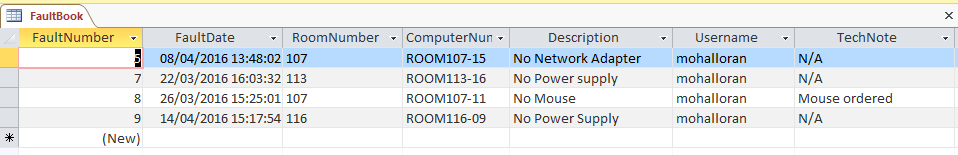 FaultBook
FaultNumber FaultDate RoomNumber ComputerNum Description Username TechNote
5 08/04/2016 13:48:02 107 ROOM107-15 No Network Adapter mohalloran N/A
7 22/03/2016 16:03:32 113 ROOM113-16 No Power supply mohalloran N/A
8 26/03/2016 15:25:01 107 ROOM107-11 No Mouse mohalloran Mouse ordered
9 14/04/2016 15:17:54 116 ROOM116-09 No Power Supply mohalloran N/A
(New)